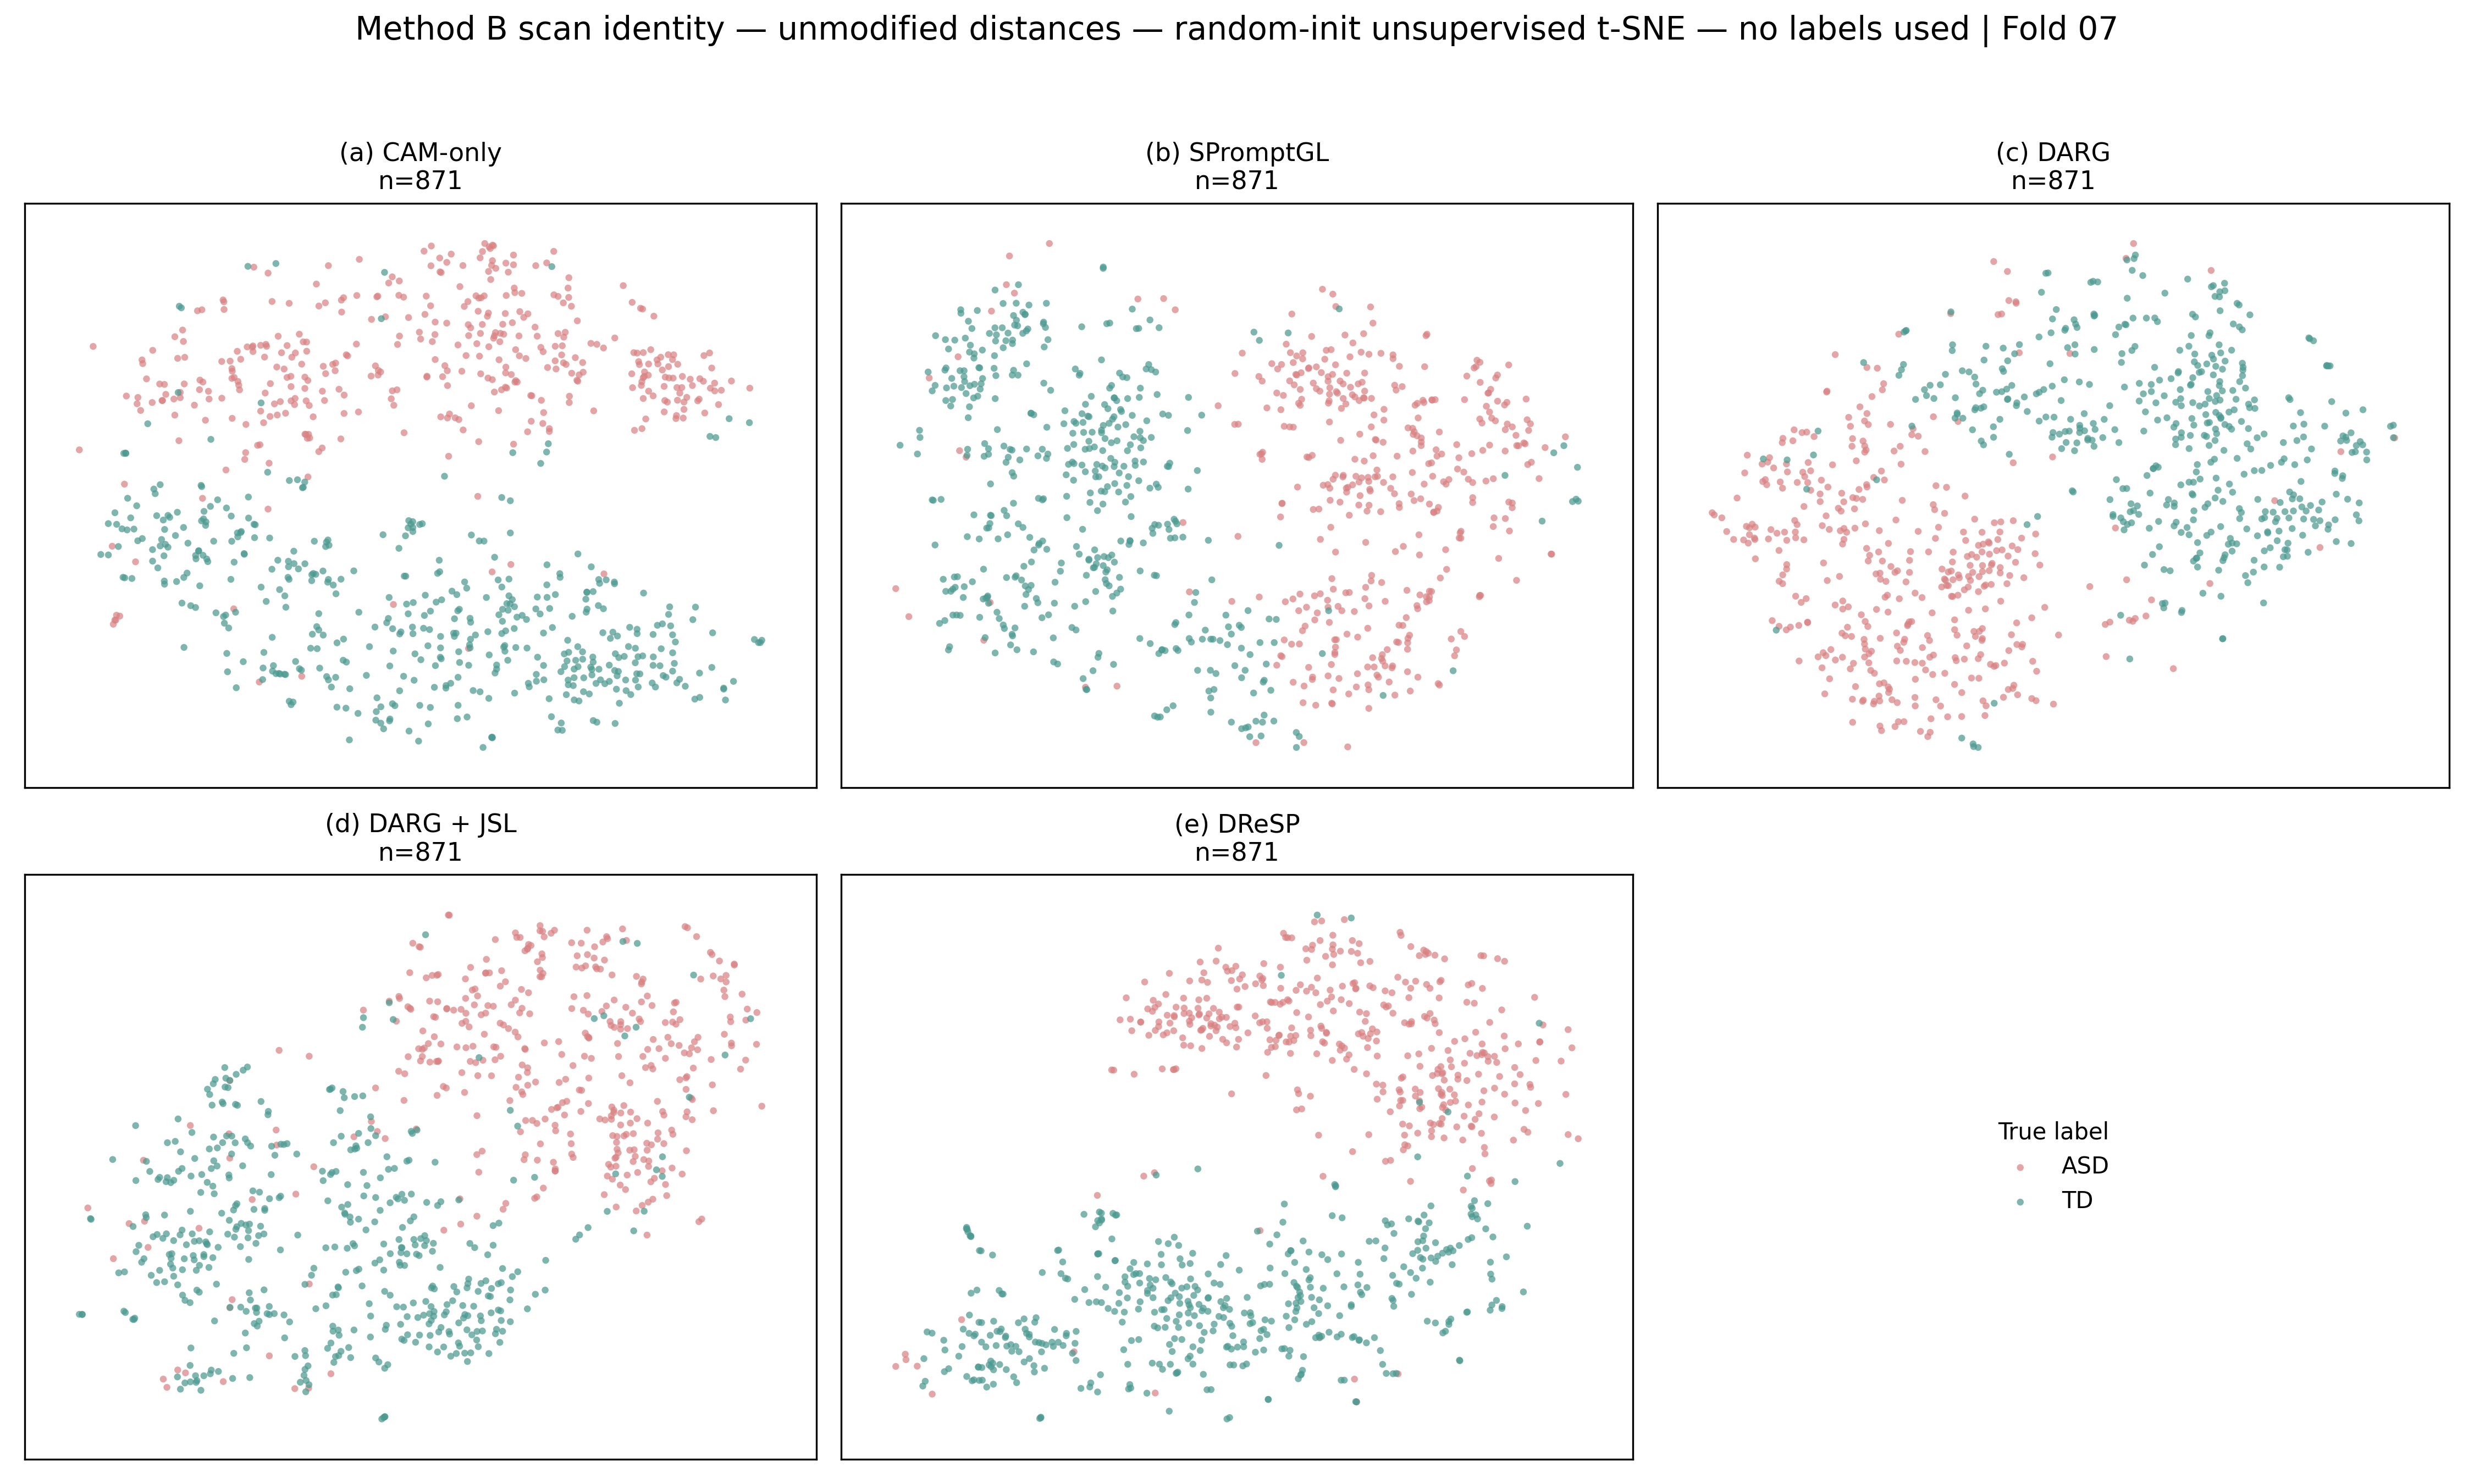 Method B scan identity — unmodified distances — random-init unsupervised t-SNE — no labels used | Fold 07
(a) CAM-only
n=871
(b) SPromptGL
n=871
(c) DARG
n=871
(d) DARG + JSL
n=871
(e) DReSP
n=871
True label
ASD
TD